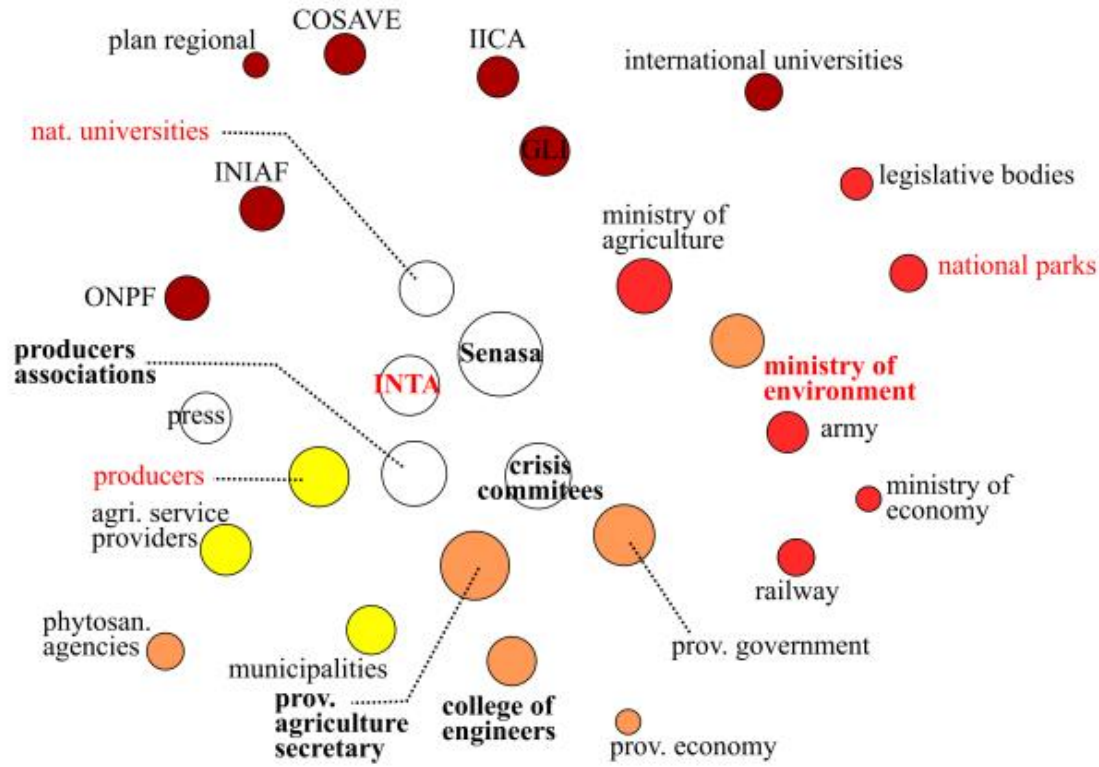 COSAVE
plan regional
IICA
international universities
nat. universities
GLI
INIAF
legislative bodies
ministry of
agriculture
national parks
ONPF
producers
associations
Senasa
INTA
ministry of
environment
press
army
producers
crisis
commitees
ministry of
economy
agri. service
providers
railway
phytosan.
agencies
prov. government
municipalities
prov.
agriculture
secretary
college of
engineers
prov. economy